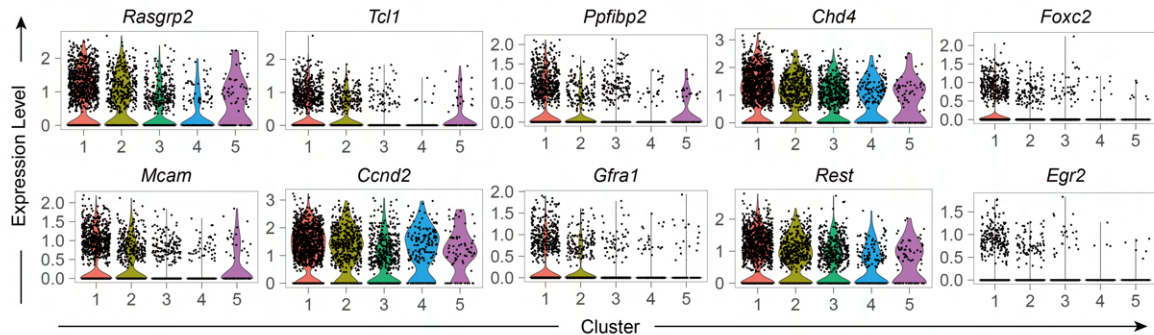 Rasgrp2 Tcl1 Ppfibp2 Chd4 Foxc2
2 1 0
3 2 1 0
2.0 1.5 1.0 0.5 0.0
4 3 2 1 0
2.0 1.5 1.0 0.5 0.0
1 2 3 4 5 1 2 3 4 5 1 2 3 4 5 1 2 3 4 5 1 2 3 4 5
Expression Level
Mcam Ccnd2 Gfra1 Rest Egr2
2.0 1.5 1.0 0.5 0.0
3 2 1 0
2.0 1.5 1.0 0.5 0.0
2 1 0
1.5 1.0 0.5 0.0
1 2 3 4 5 1 2 3 4 5 1 2 3 4 5 1 2 3 4 5 1 2 3 4 5
Cluster